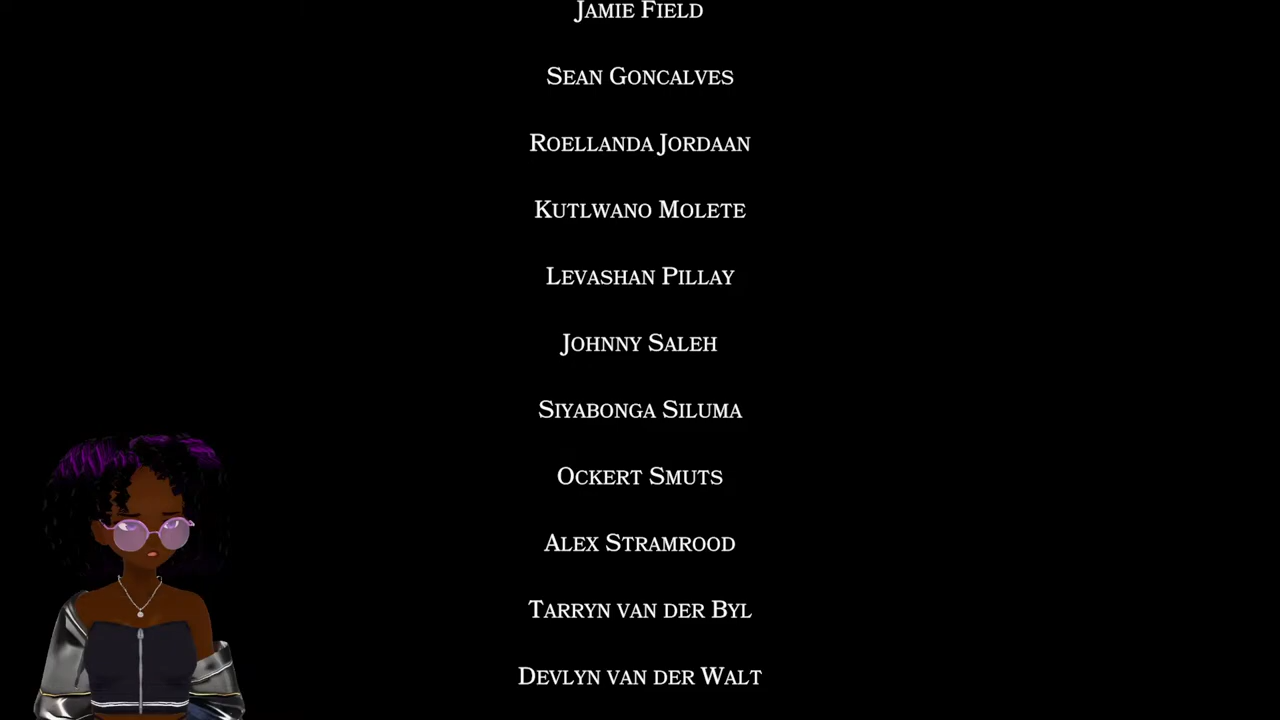 Jamie Field
Sean Goncalves
Roellanda Jordaan
Kutlwano Molete
Levashan Pillay
Johnny Saleh
Siyabonga Siluma
Ockert Smuts
Alex Stramrood
Tarryn van der Byl
Devlyn van der Walt